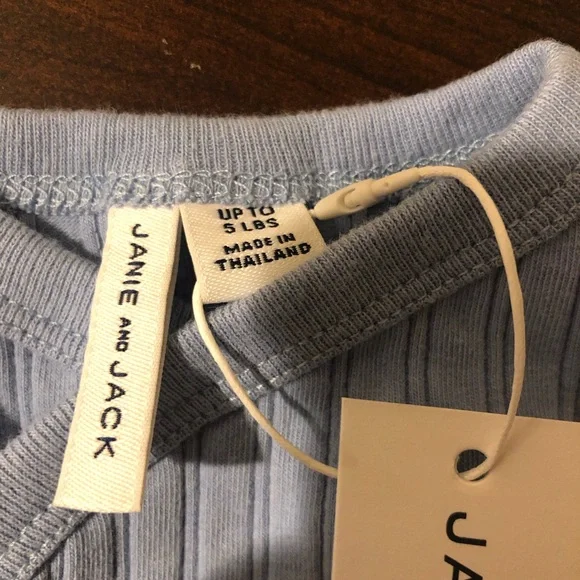 JANIE AND JACK
UP TO
5 LBS
MADE IN
THAILAND
JA